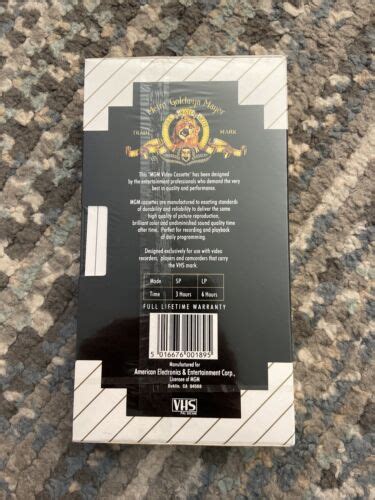 Metro Goldwyn Mayer
TRADE MARK
This "MGM Video Cassette" has been designed
by the entertainment professionals who demand the very
best in quality and performance.
MGM cassettes are manufactured to exacting standards
of durability and reliability to deliver the same
high quality of picture reproduction,
brilliant color and undiminished sound quality time
after time. Perfect for recording and playback
of daily programming.
Designed exclusively for use with video
recorders, players and camcorders that carry
the VHS mark.
Mode SP LP
Time 3 Hours 6 Hours
FULL LIFETIME WARRANTY
5 016676 001895
Manufactured for
American Electronics & Entertainment Corp.,
Licensee of MGM
Dublin, CA 94568
VHS